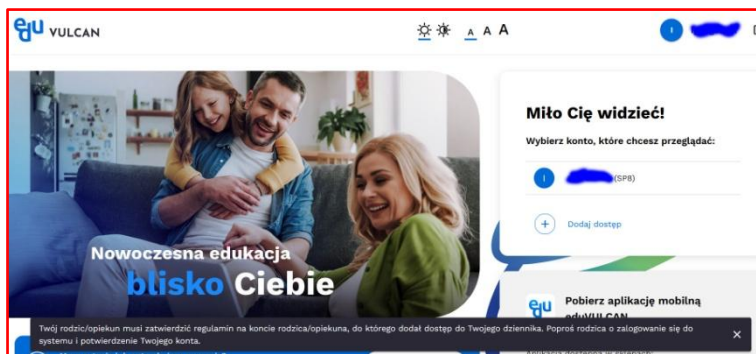 edu VULCAN
A A A
I
Miło Cię widzieć!
Wybierz konto, które chcesz przeglądać:
I (SP8)
+ Dodaj dostęp
Nowoczesna edukacja
blisko Ciebie
edu Pobierz aplikację mobilną
eduVULCAN
Twój rodzic/opiekun musi zatwierdzić regulamin na koncie rodzica/opiekuna, do którego dodał dostęp do Twojego dziennika. Poproś rodzica o zalogowanie się do
systemu i potwierdzenie Twojego konta.